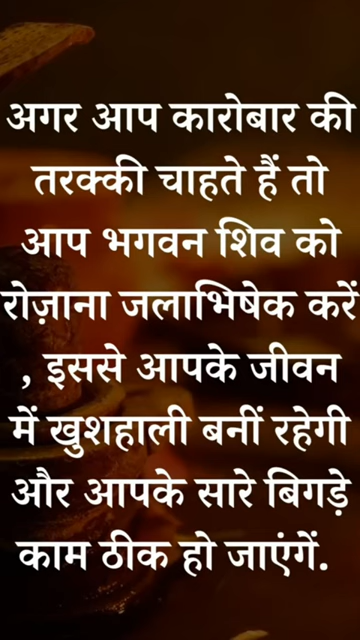 अगर आप कारोबार की
तरक्की चाहते हैं तो
आप भगवन शिव को
रोज़ाना जलाभिषेक करें
, इससे आपके जीवन
में खुशहाली बनीं रहेगी
और आपके सारे बिगड़े
काम ठीक हो जाएंगें.